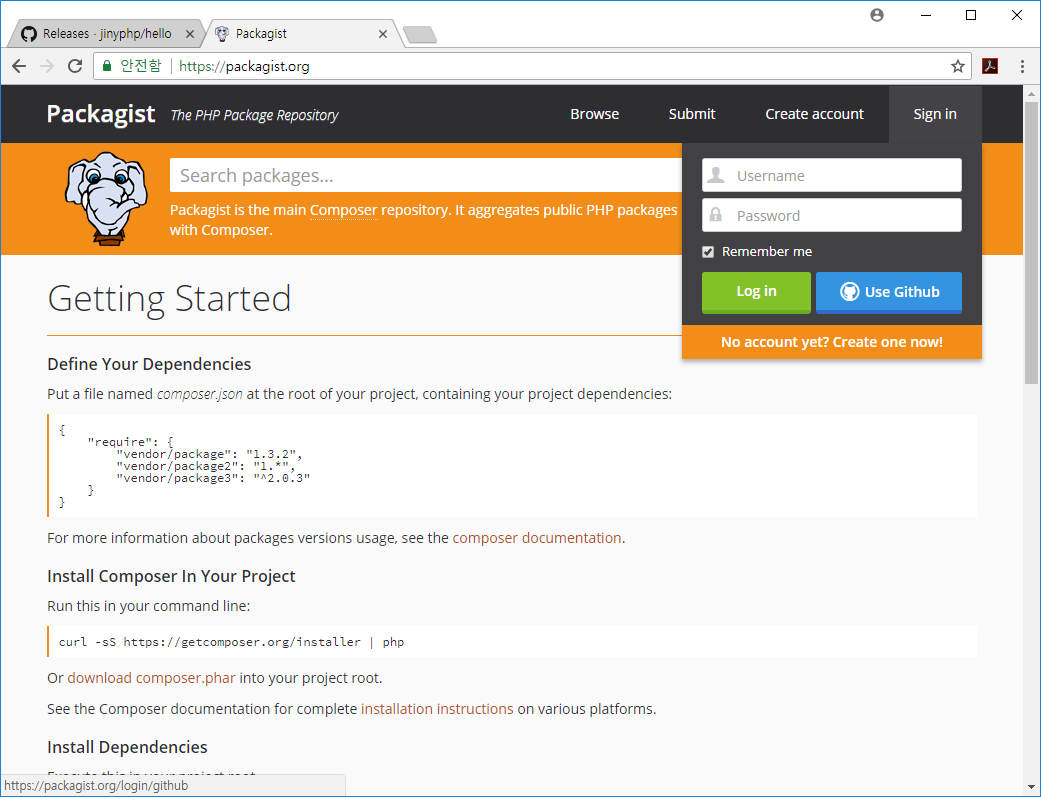 Releases · jinyphp/hello
Packagist
안전함
https://packagist.org
Packagist The PHP Package Repository
Browse
Submit
Create account
Sign in
Search packages...
Packagist is the main Composer repository. It aggregates public PHP packages
with Composer.
Username
Password
Remember me
Log in
Use Github
No account yet? Create one now!
Getting Started
Define Your Dependencies
Put a file named composer.json at the root of your project, containing your project dependencies:
{
    "require": {
        "vendor/package": "1.3.2",
        "vendor/package2": "1.*",
        "vendor/package3": "^2.0.3"
    }
}
For more information about packages versions usage, see the composer documentation.
Install Composer In Your Project
Run this in your command line:
curl -sS https://getcomposer.org/installer | php
Or download composer.phar into your project root.
See the Composer documentation for complete installation instructions on various platforms.
Install Dependencies
Execute this in your project root.
https://packagist.org/login/github